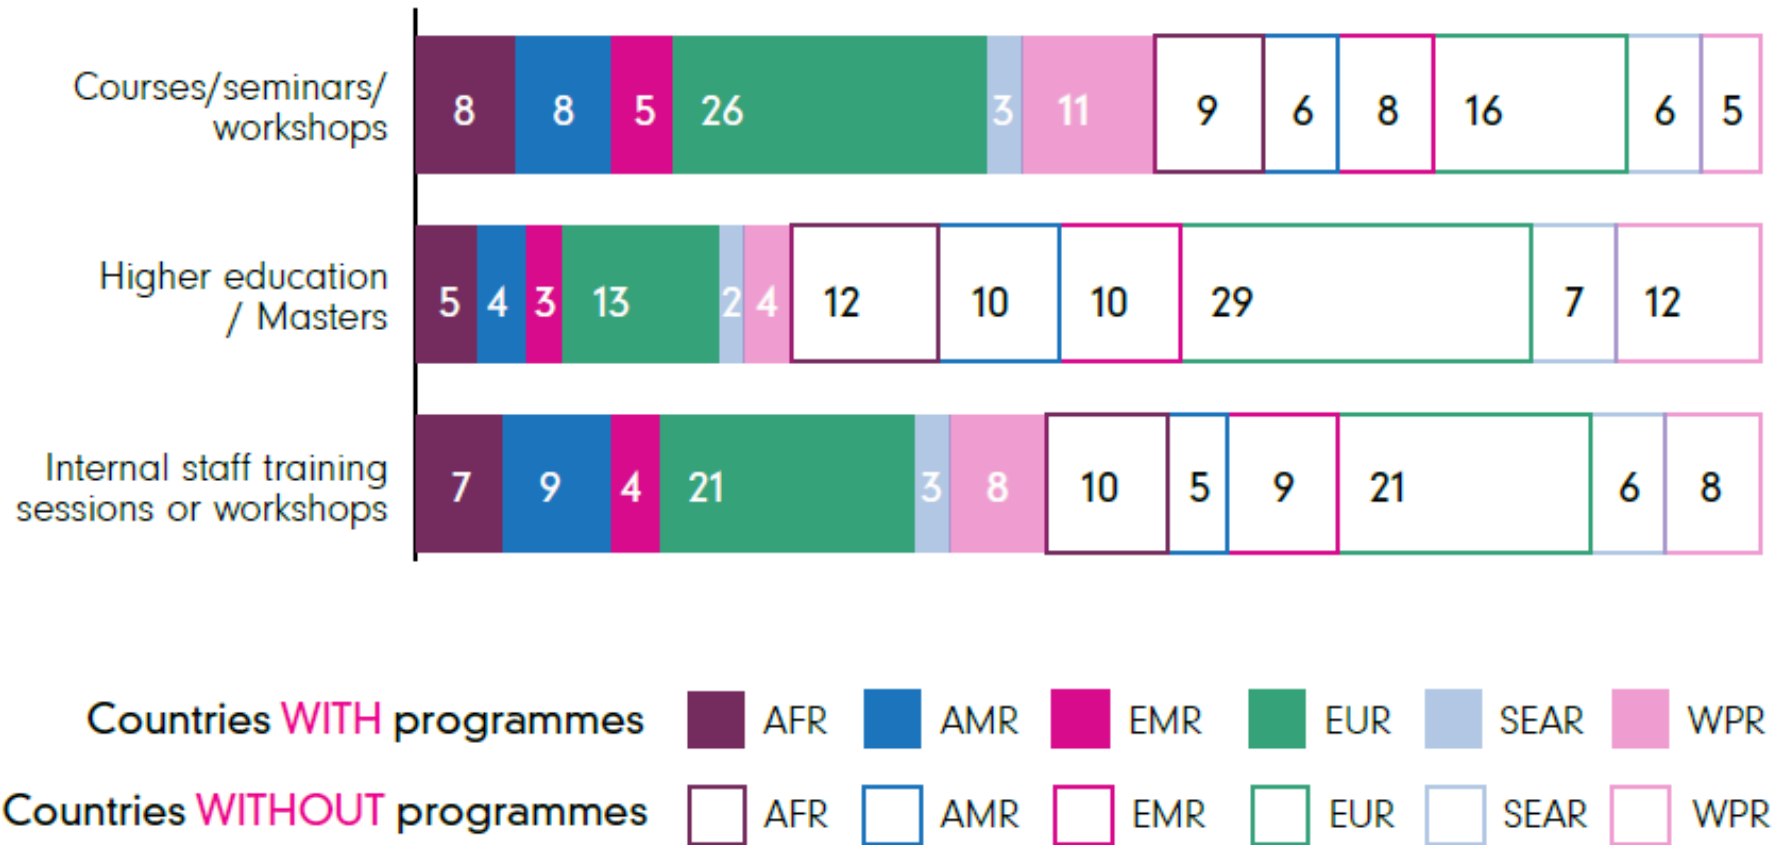 Courses/seminars/
workshops
8 8 5 26 3 11 9 6 8 16 6 5
Higher education
/ Masters
5 4 3 13 2 4 12 10 10 29 7 12
Internal staff training
sessions or workshops
7 9 4 21 3 8 10 5 9 21 6 8
Countries WITH programmes AFR AMR EMR EUR SEAR WPR
Countries WITHOUT programmes AFR AMR EMR EUR SEAR WPR